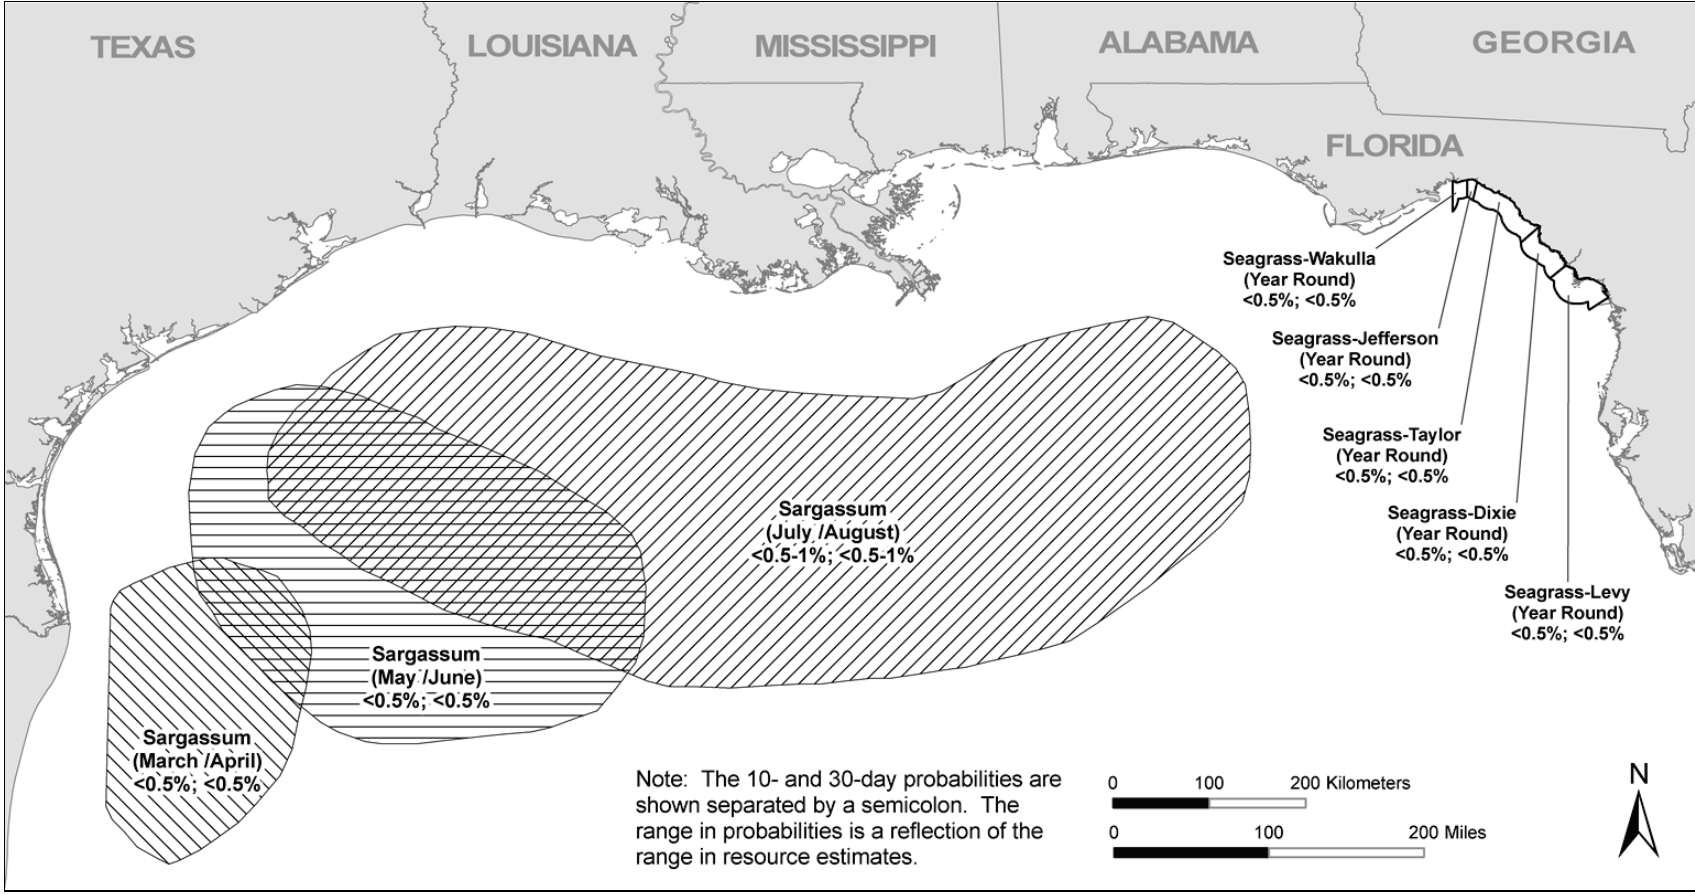 TEXAS
LOUISIANA
MISSISSIPPI
ALABAMA
GEORGIA
FLORIDA
Seagrass-Wakulla
(Year Round)
<0.5%; <0.5%
Seagrass-Jefferson
(Year Round)
<0.5%; <0.5%
Seagrass-Taylor
(Year Round)
<0.5%; <0.5%
Seagrass-Dixie
(Year Round)
<0.5%; <0.5%
Seagrass-Levy
(Year Round)
<0.5%; <0.5%
Sargassum
(July /August)
<0.5-1%; <0.5-1%
Sargassum
(May /June)
<0.5%; <0.5%
Sargassum
(March /April)
<0.5%; <0.5%
Note: The 10- and 30-day probabilities are
shown separated by a semicolon. The
range in probabilities is a reflection of the
range in resource estimates.
0 100 200 Kilometers
0 100 200 Miles
N